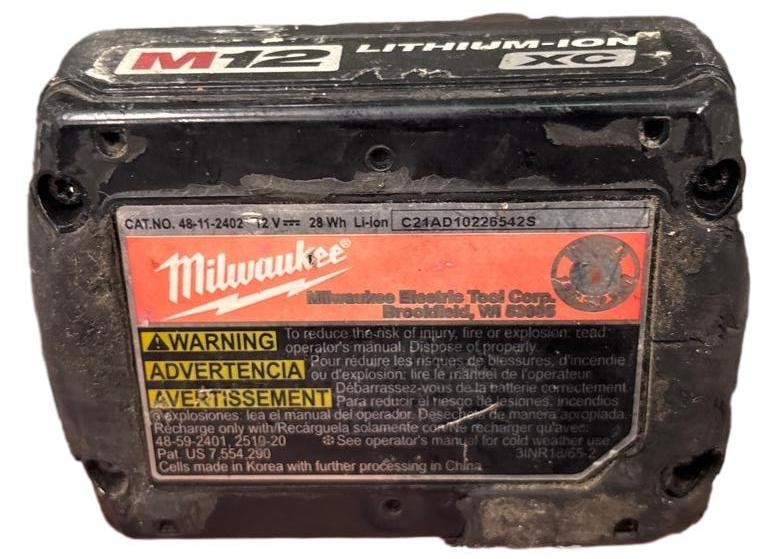 M12 LITHIUM-ION
XC
CAT.NO. 48-11-2402 12 V⎓ 28 Wh Li-ion C21AD10226542S
Milwaukee®
Milwaukee Electric Tool Corp.
Brookfield, WI 53005
⚠WARNING To reduce the risk of injury, fire or explosion: read
operator's manual. Dispose of properly.
ADVERTENCIA Pour réduire les risques de blessures, d'incendie
ou d'explosion: lire le manuel de l'operateur.
Débarrassez-vous de la batterie correctement.
AVERTISSEMENT Para reducir el riesgo de lesiones, incendios
o explosiones: lea el manual del operador. Deseche de manera apropiada.
Recharge only with/Recárguela solamente con/Ne recharger qu'avec:
48-59-2401, 2510-20 ❄See operator's manual for cold weather use.
Pat. US 7,554,290 3INR18/65-2
Cells made in Korea with further processing in China